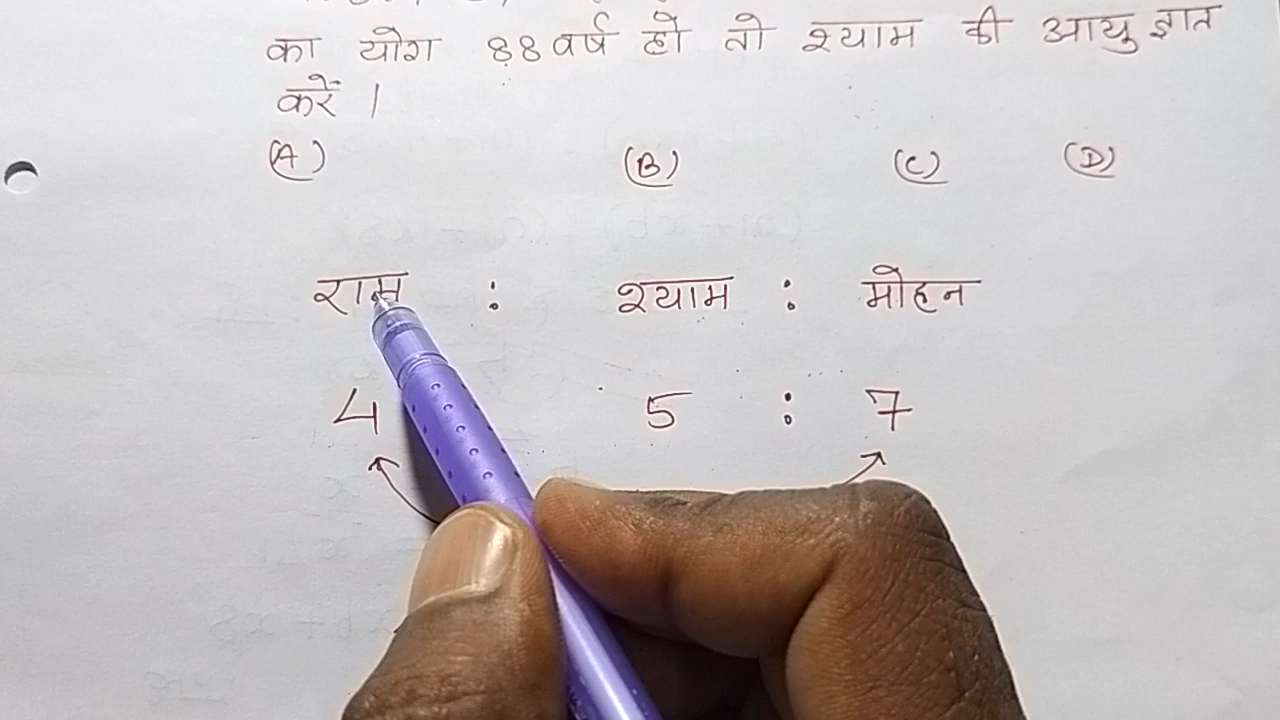 का योग 88 वर्ष हो तो श्याम की आयु ज्ञात
करें ।
(A) (B) (C) (D)
राम : श्याम : मोहन
4 5 : 7